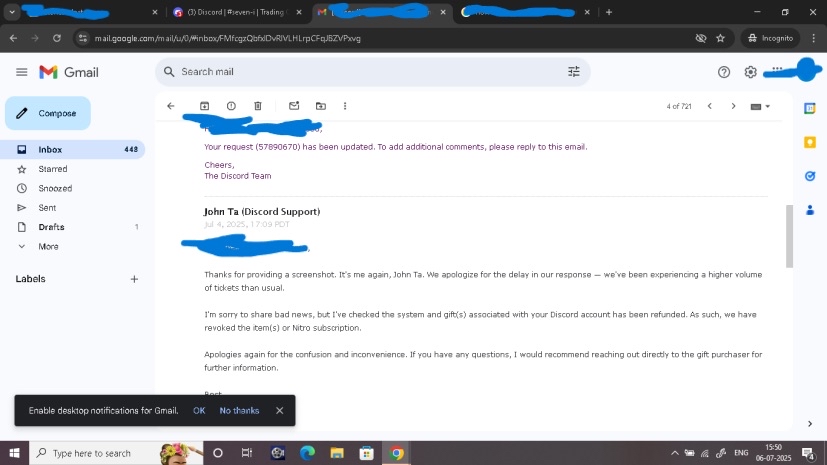 (3) Discord | #seven-i | Trading
mail.google.com/mail/u/0/#inbox/
Incognito
Gmail
Search mail
Compose
4 of 721
Inbox 443
Starred
Snoozed
Sent
Drafts 1
More
Labels
Your request (57890670) has been updated. To add additional comments, please reply to this email.
Cheers,
The Discord Team
John Ta (Discord Support)
Jul 4, 2025, 17:09 PDT
Thanks for providing a screenshot. It's me again, John Ta. We apologize for the delay in our response — we've been experiencing a higher volume
of tickets than usual.
I'm sorry to share bad news, but I've checked the system and gift(s) associated with your Discord account has been refunded. As such, we have
revoked the item(s) or Nitro subscription.
Apologies again for the confusion and inconvenience. If you have any questions, I would recommend reaching out directly to the gift purchaser for
further information.
Enable desktop notifications for Gmail. OK No thanks
Type here to search
ENG
15:50
06-07-2025
4